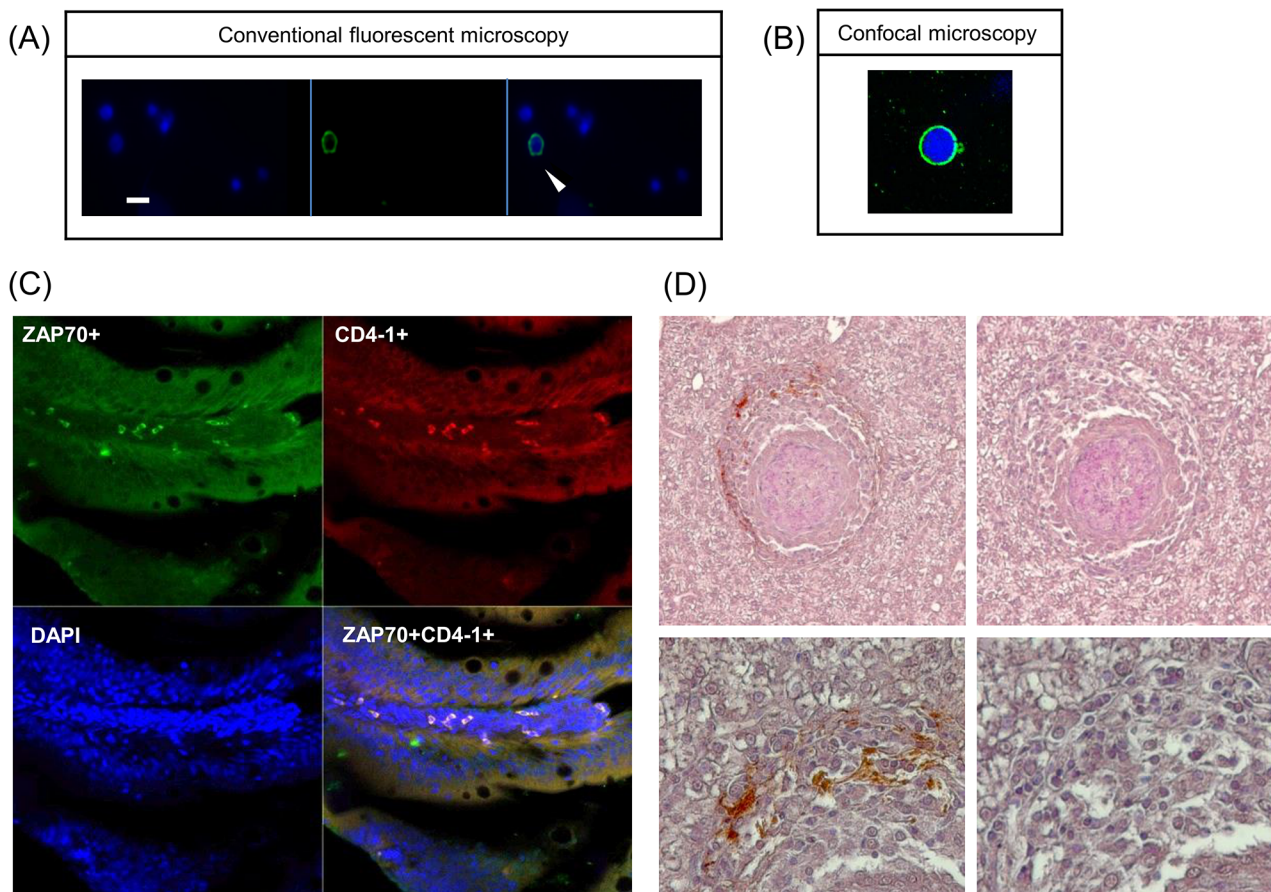 (A)
Conventional fluorescent microscopy
(B)
Confocal microscopy
(C)
ZAP70+
CD4-1+
DAPI
ZAP70+CD4-1+
(D)